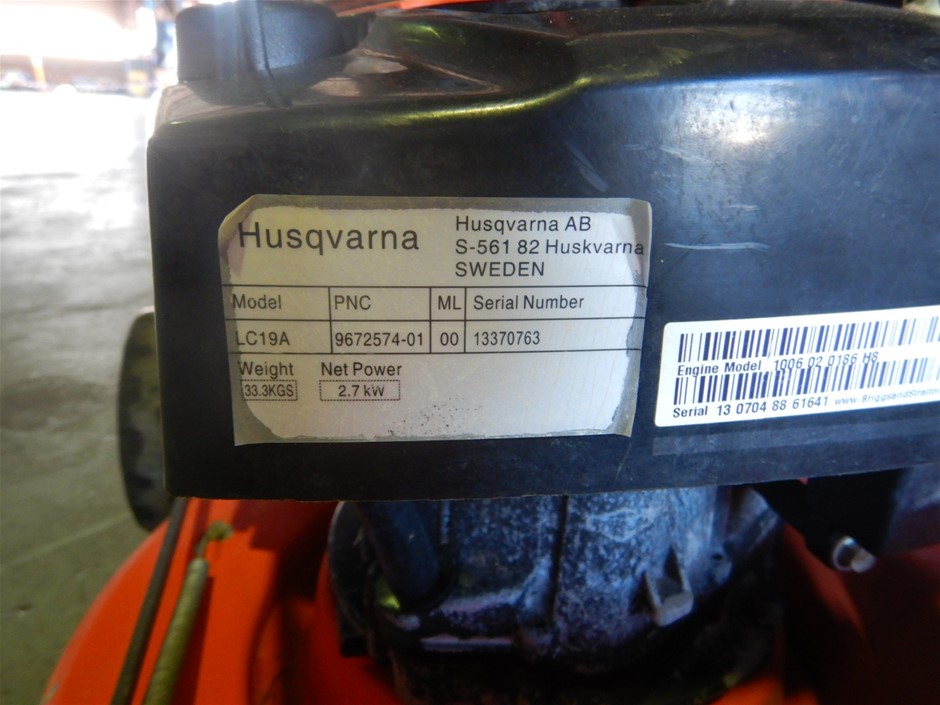 Husqvarna
Husqvarna AB
S-561 82 Huskvarna
SWEDEN
Model PNC ML Serial Number
LC19A 9672574-01 00 13370763
Weight Net Power
33.3KGS 2.7 kW
Engine Model 1006 02 0186 H8
Serial 13 0704 88 61641